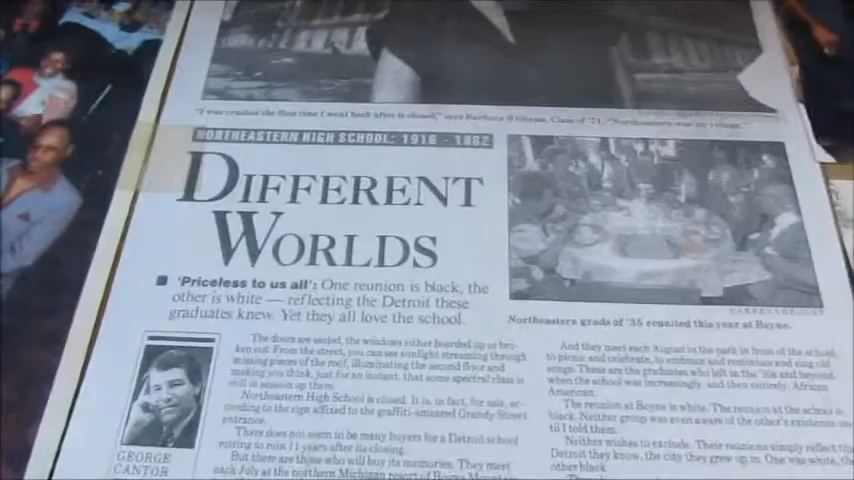 "I was crushed the first time I went back after it closed," says Barbara Williams, Class of '71. "Northeastern was my refuge."
NORTHEASTERN HIGH SCHOOL: 1916 - 1982
DIFFERENT
WORLDS
■ 'Priceless to us all': One reunion is black, the
other is white — reflecting the Detroit these
graduates knew. Yet they all love the school.
Northeastern grads of '35 reunited this year at Boyne.
GEORGE
CANTOR
The doors are sealed, the windows either boarded up or bro-
ken out. From the street, you can see sunlight streaming through
missing pieces of the roof, illuminating the second floor and
making you think, just for an instant, that some spectral class is
still in session up there.
Northeastern High School is closed. It is, in fact, for sale, ac-
cording to the sign affixed to the graffiti-smeared Grandy Street
entrance.
There does not seem to be many buyers for a Detroit school
rotting to ruin 11 years after its closing.
But there are those who will buy its memories. They meet
each July at the northern Michigan resort of Boyne Mountain
And they meet each August in the park in front of the school,
to picnic and celebrate, to embrace and reminisce and sing old
songs. These are the graduates who left in the '50s and beyond
when the school was increasingly, and then entirely, African
American.
The reunion at Boyne is white. The reunion at the school is
black. Neither group was even aware of the other's existence
til I told them.
Neither wishes to exclude. Their reunions simply reflect the
Detroit they knew, the city they grew up in. One was white, the
other black